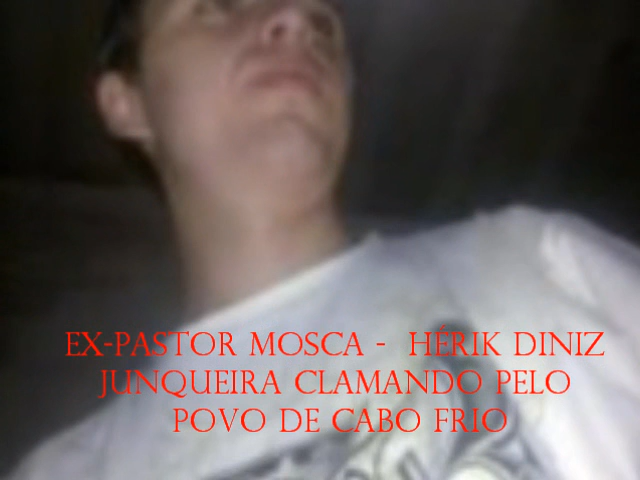 EX-PASTOR MOSCA - HÉRIK DINIZ
JUNQUEIRA CLAMANDO PELO
POVO DE CABO FRIO